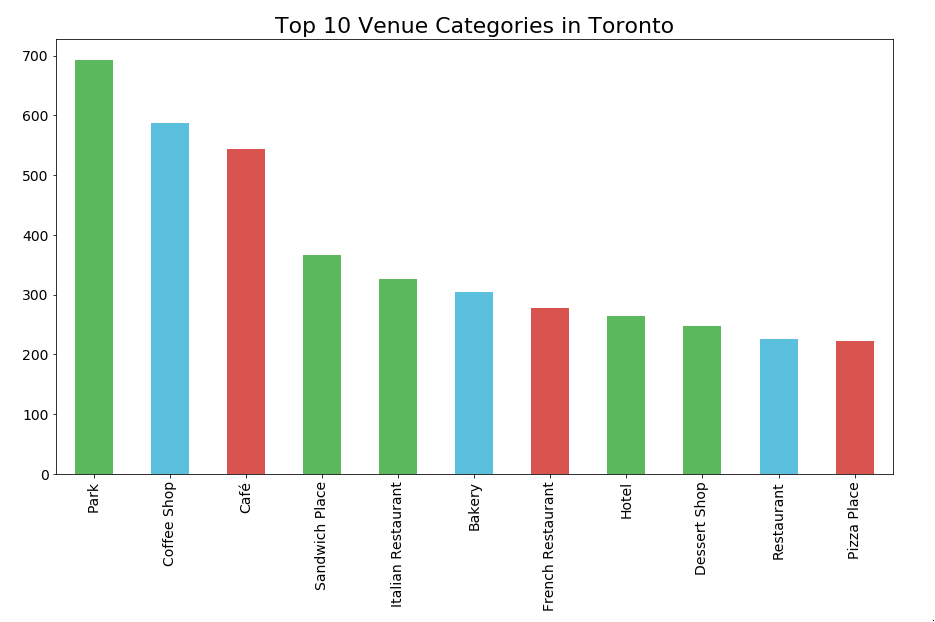 Top 10 Venue Categories in Toronto
700
600
500
400
300
200
100
0
Park
Coffee Shop
Café
Sandwich Place
Italian Restaurant
Bakery
French Restaurant
Hotel
Dessert Shop
Restaurant
Pizza Place